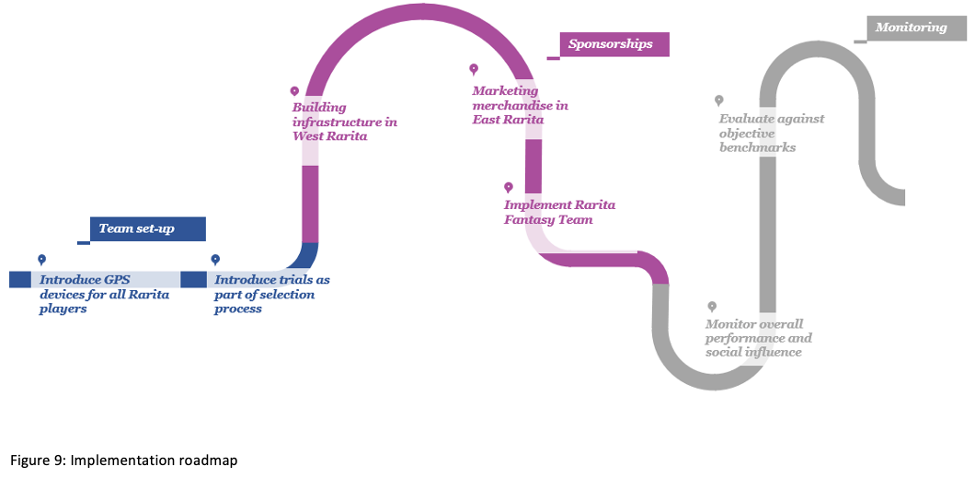 Team set-up
Introduce GPS
devices for all Rarita
players
Introduce trials as
part of selection
process
Building
infrastructure in
West Rarita
Sponsorships
Marketing
merchandise in
East Rarita
Implement Rarita
Fantasy Team
Monitoring
Monitor overall
performance and
social influence
Evaluate against
objective
benchmarks
Figure 9: Implementation roadmap